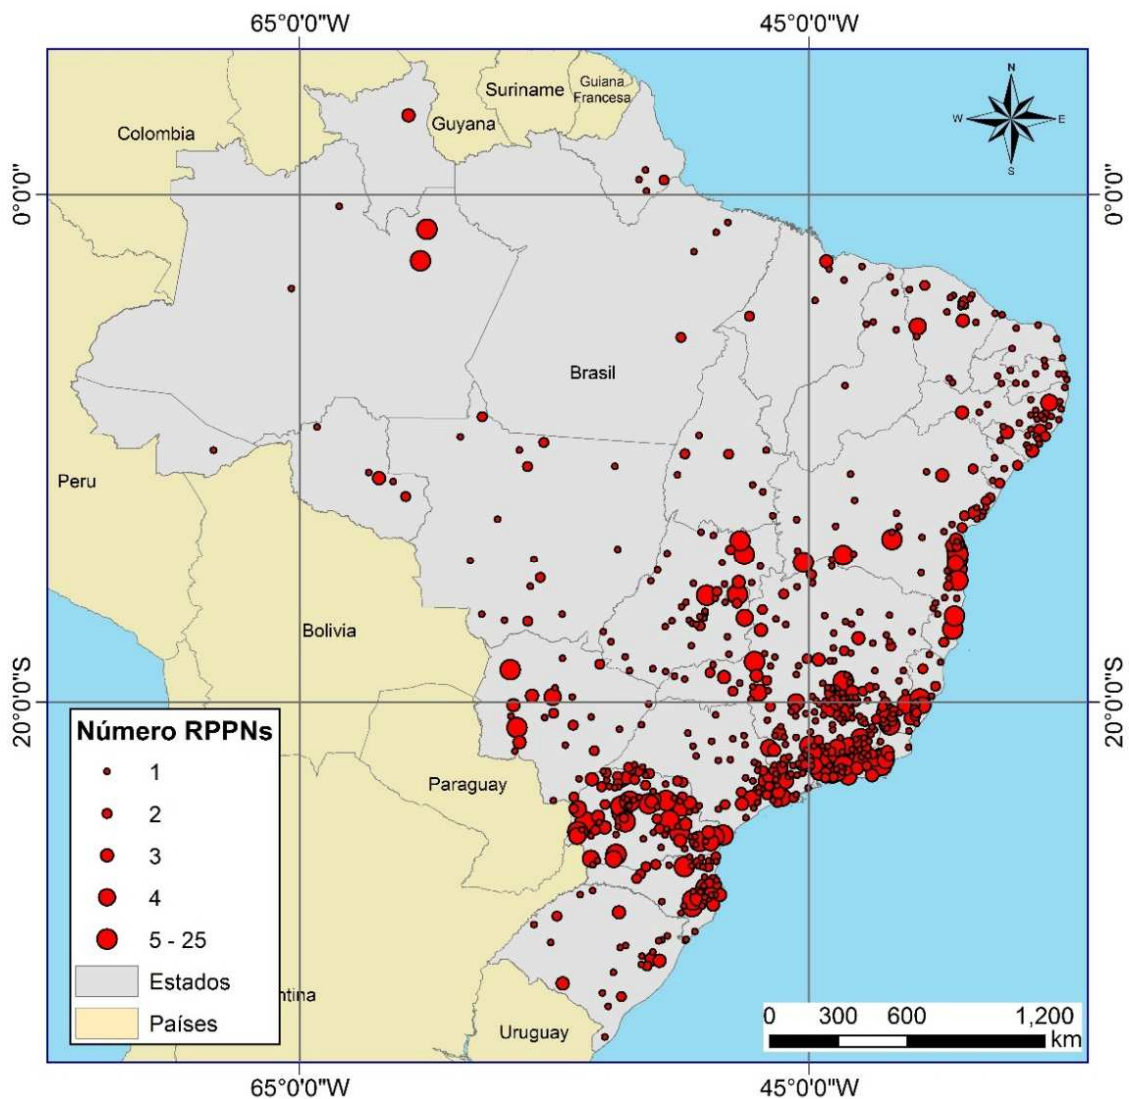 65°0'0"W 45°0'0"W
N
W E
S
Suriname
Guiana
Francesa
Guyana
Colombia
0°0'0" 0°0'0"
Brasil
Peru
Bolivia
20°0'0"S 20°0'0"S
Número RPPNs
1
2
3
4
5 - 25
Estados
Países
Paraguay
ntina
Uruguay
0 300 600 1,200
km
65°0'0"W 45°0'0"W